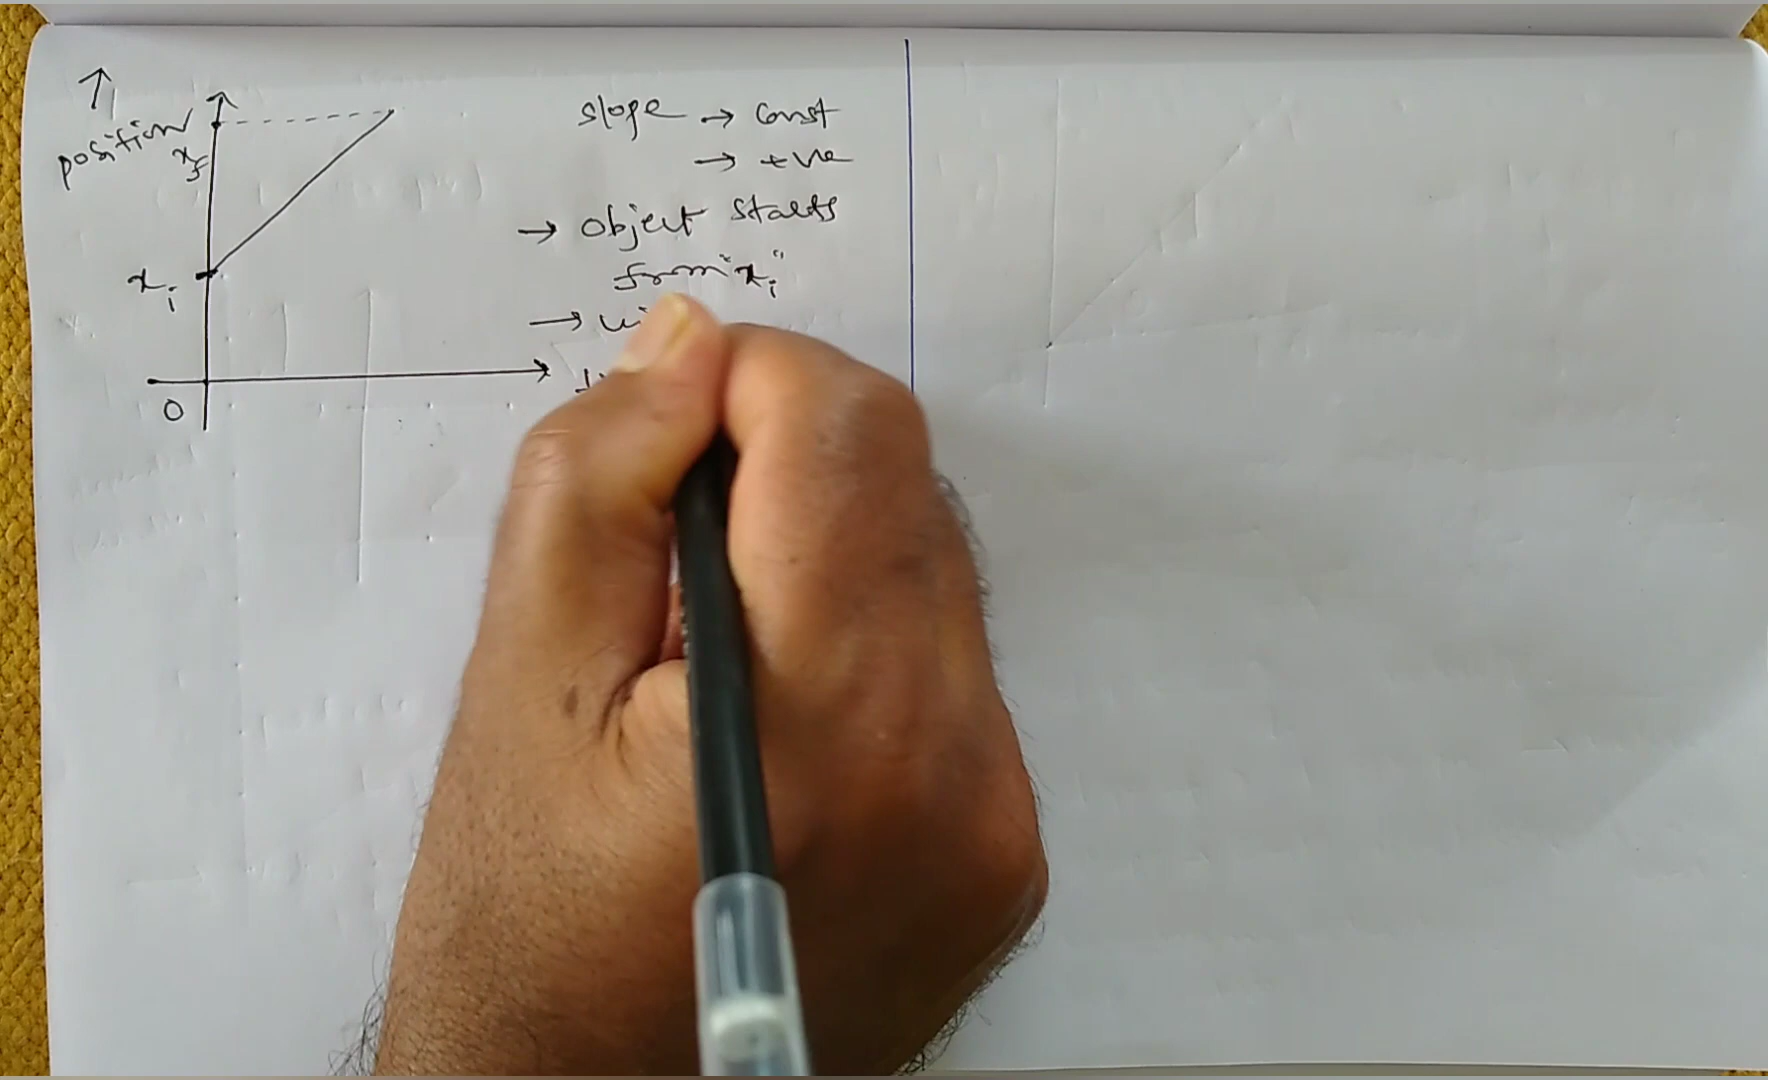 position
x_f
x_i
0
slope → const
→ +ve
→ object starts
from "x_i"
→